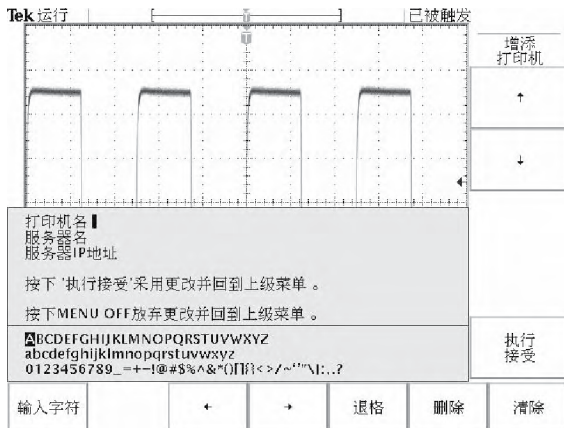 Tek 运行
已被触发
增添
打印机
↑
↓
打印机名
服务器名
服务器IP地址
按下 '执行接受'采用更改并回到上级菜单 。
按下MENU OFF放弃更改并回到上级菜单 。
ABCDEFGHIJKLMNOPQRSTUVWXYZ
abcdefghijklmnopqrstuvwxyz
0123456789_=+-!@#$%^&*()[]{}<>/~'"\|:,.?
执行
接受
输入字符
←
→
退格
删除
清除